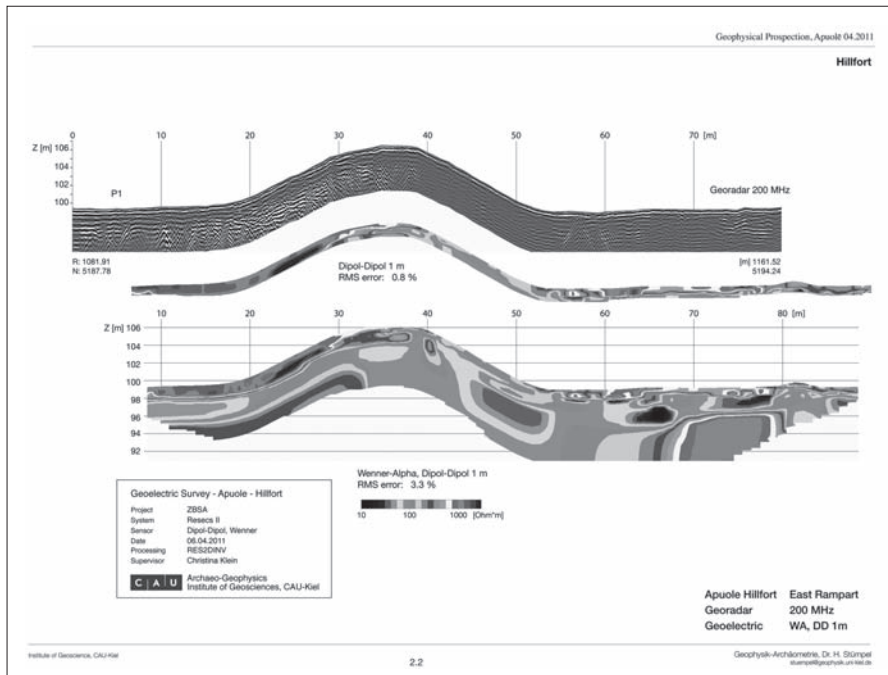 Geophysical Prospection, Apuolė 04.2011
Hillfort
0 10 20 30 40 50 60 70 [m]
Z [m] 106
104
102
100
P1
Georadar 200 MHz
R: 1081.91
N: 5187.78
[m] 1161.52
5194.24
Dipol-Dipol 1 m
RMS error: 0.8 %
10 20 30 40 50 60 70 80 [m]
Z [m] 106
104
102
100
98
96
94
92
Wenner-Alpha, Dipol-Dipol 1 m
RMS error: 3.3 %
10 100 1000 [Ohm*m]
Geoelectric Survey - Apuole - Hillfort
Project ZBSA
System Resecs II
Sensor Dipol-Dipol, Wenner
Date 06.04.2011
Processing RES2DINV
Supervisor Christina Klein
CAU
Archaeo-Geophysics
Institute of Geosciences, CAU-Kiel
Apuole Hillfort East Rampart
Georadar 200 MHz
Geoelectric WA, DD 1m
Institute of Geoscience, CAU-Kiel
2.2
Geophysik-Archäometrie, Dr. H. Stümpel
stuempel@geophysik.uni-kiel.de